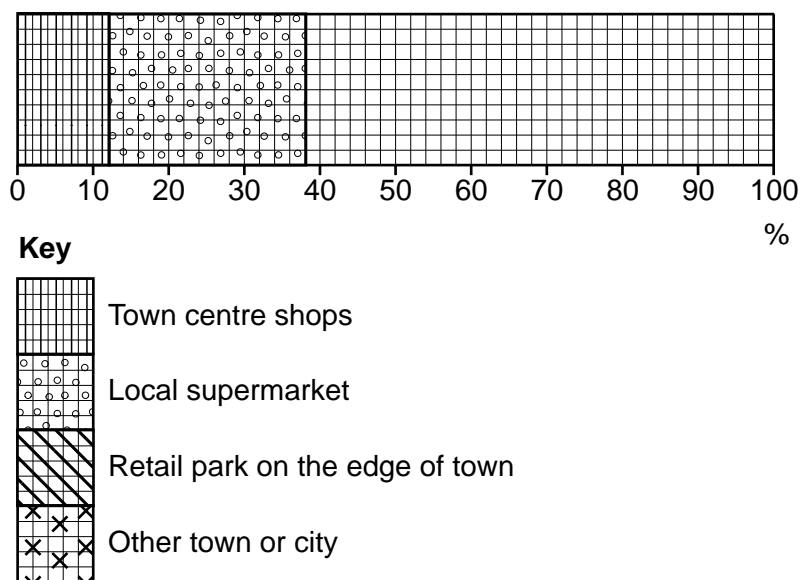 0 10 20 30 40 50 60 70 80 90 100
%
Key
Town centre shops
Local supermarket
Retail park on the edge of town
Other town or city